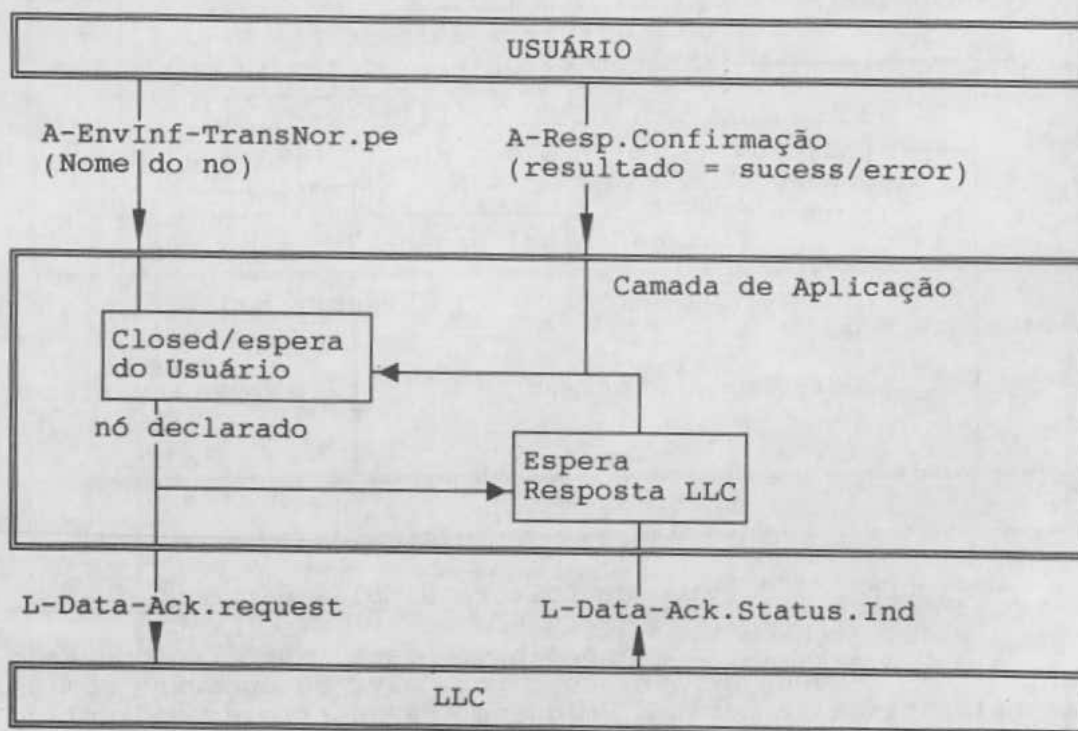 USUÁRIO
A-EnvInf-TransNor.pe
(Nome do no)
A-Resp.Confirmação
(resultado = sucess/error)
Camada de Aplicação
Closed/espera
do Usuário
nó declarado
Espera
Resposta LLC
L-Data-Ack.request
L-Data-Ack.Status.Ind
LLC